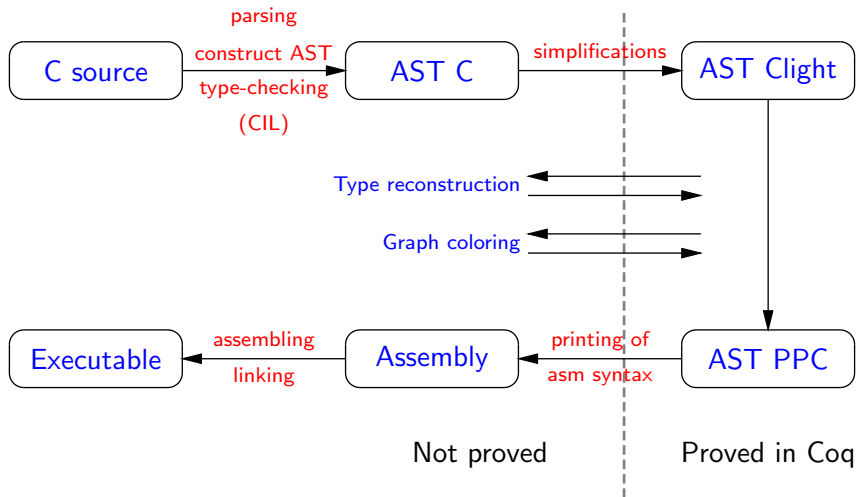 parsing
C source
construct AST
type-checking
(CIL)
AST C
simplifications
AST Clight
Type reconstruction
Graph coloring
Executable
assembling
linking
Assembly
printing of
asm syntax
AST PPC
Not proved
Proved in Coq